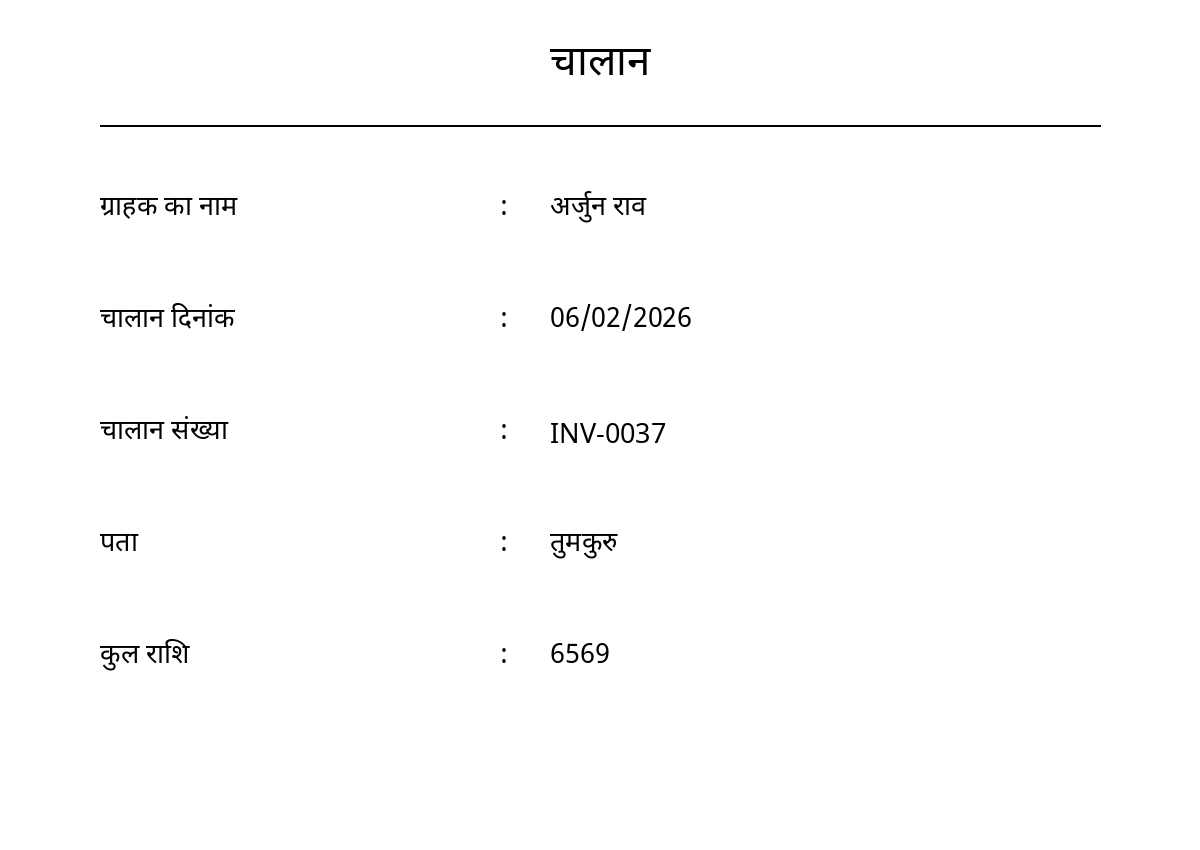 चालान
ग्राहक का नाम : अर्जुन राव
चालान दिनांक : 06/02/2026
चालान संख्या : INV-0037
पता : तुमकुरु
कुल राशि : 6569